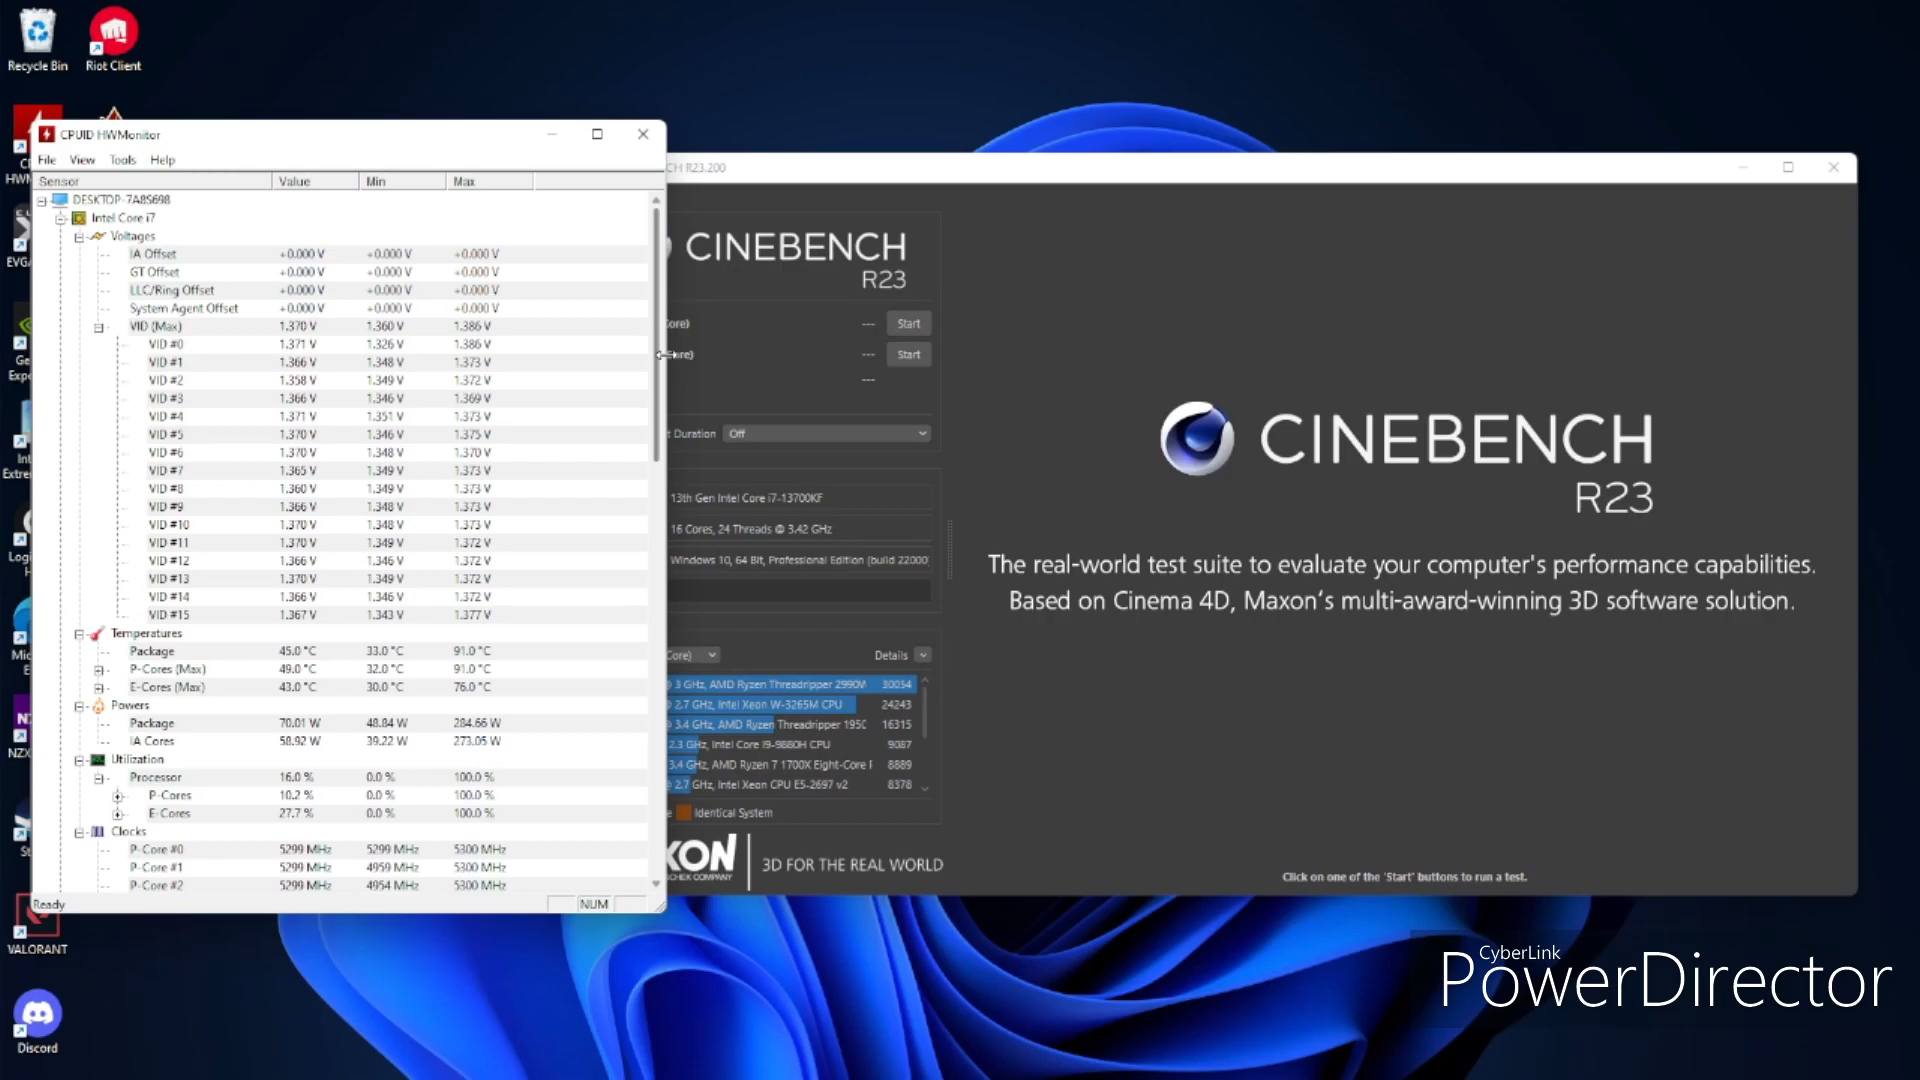 Recycle Bin
Riot Client
CPUID HWMonitor
File View Tools Help
Sensor Value Min Max
DESKTOP-7A8S698
Intel Core i7
Voltages
IA Offset +0.000 V +0.000 V +0.000 V
GT Offset +0.000 V +0.000 V +0.000 V
LLC/Ring Offset +0.000 V +0.000 V +0.000 V
System Agent Offset +0.000 V +0.000 V +0.000 V
VID (Max) 1.370 V 1.360 V 1.386 V
VID #0 1.371 V 1.326 V 1.386 V
VID #1 1.366 V 1.348 V 1.373 V
VID #2 1.358 V 1.349 V 1.372 V
VID #3 1.366 V 1.346 V 1.369 V
VID #4 1.371 V 1.351 V 1.373 V
VID #5 1.370 V 1.346 V 1.375 V
VID #6 1.370 V 1.348 V 1.370 V
VID #7 1.365 V 1.349 V 1.373 V
VID #8 1.360 V 1.349 V 1.373 V
VID #9 1.366 V 1.348 V 1.373 V
VID #10 1.370 V 1.348 V 1.373 V
VID #11 1.370 V 1.349 V 1.372 V
VID #12 1.366 V 1.346 V 1.372 V
VID #13 1.370 V 1.349 V 1.372 V
VID #14 1.366 V 1.346 V 1.372 V
VID #15 1.367 V 1.343 V 1.377 V
Temperatures
Package 45.0 °C 33.0 °C 91.0 °C
P-Cores (Max) 49.0 °C 32.0 °C 91.0 °C
E-Cores (Max) 43.0 °C 30.0 °C 76.0 °C
Powers
Package 70.01 W 48.84 W 284.66 W
IA Cores 58.92 W 39.22 W 273.05 W
Utilization
Processor 16.0 % 0.0 % 100.0 %
P-Cores 10.2 % 0.0 % 100.0 %
E-Cores 27.7 % 0.0 % 100.0 %
Clocks
P-Core #0 5299 MHz 5299 MHz 5300 MHz
P-Core #1 5299 MHz 4959 MHz 5300 MHz
P-Core #2 5299 MHz 4954 MHz 5300 MHz
Ready NUM
CH R23.200
CINEBENCH
R23
ore) --- Start
ore) --- Start
---
t Duration Off
13th Gen Intel Core i7-13700KF
16 Cores, 24 Threads @ 3.42 GHz
Windows 10, 64 Bit, Professional Edition (build 22000)
Core) Details
@ 3 GHz, AMD Ryzen Threadripper 2990W 30054
@ 2.7 GHz, Intel Xeon W-3265M CPU 24243
@ 3.4 GHz, AMD Ryzen Threadripper 1950 16315
2.3 GHz, Intel Core i9-9880H CPU 9087
3.4 GHz, AMD Ryzen 7 1700X Eight-Core 8889
@ 2.7 GHz, Intel Xeon CPU E5-2697 v2 8378
e Identical System
XON
3D FOR THE REAL WORLD
CINEBENCH
R23
The real-world test suite to evaluate your computer's performance capabilities.
Based on Cinema 4D, Maxon's multi-award-winning 3D software solution.
Click on one of the 'Start' buttons to run a test.
VALORANT
Discord
CyberLink
PowerDirector